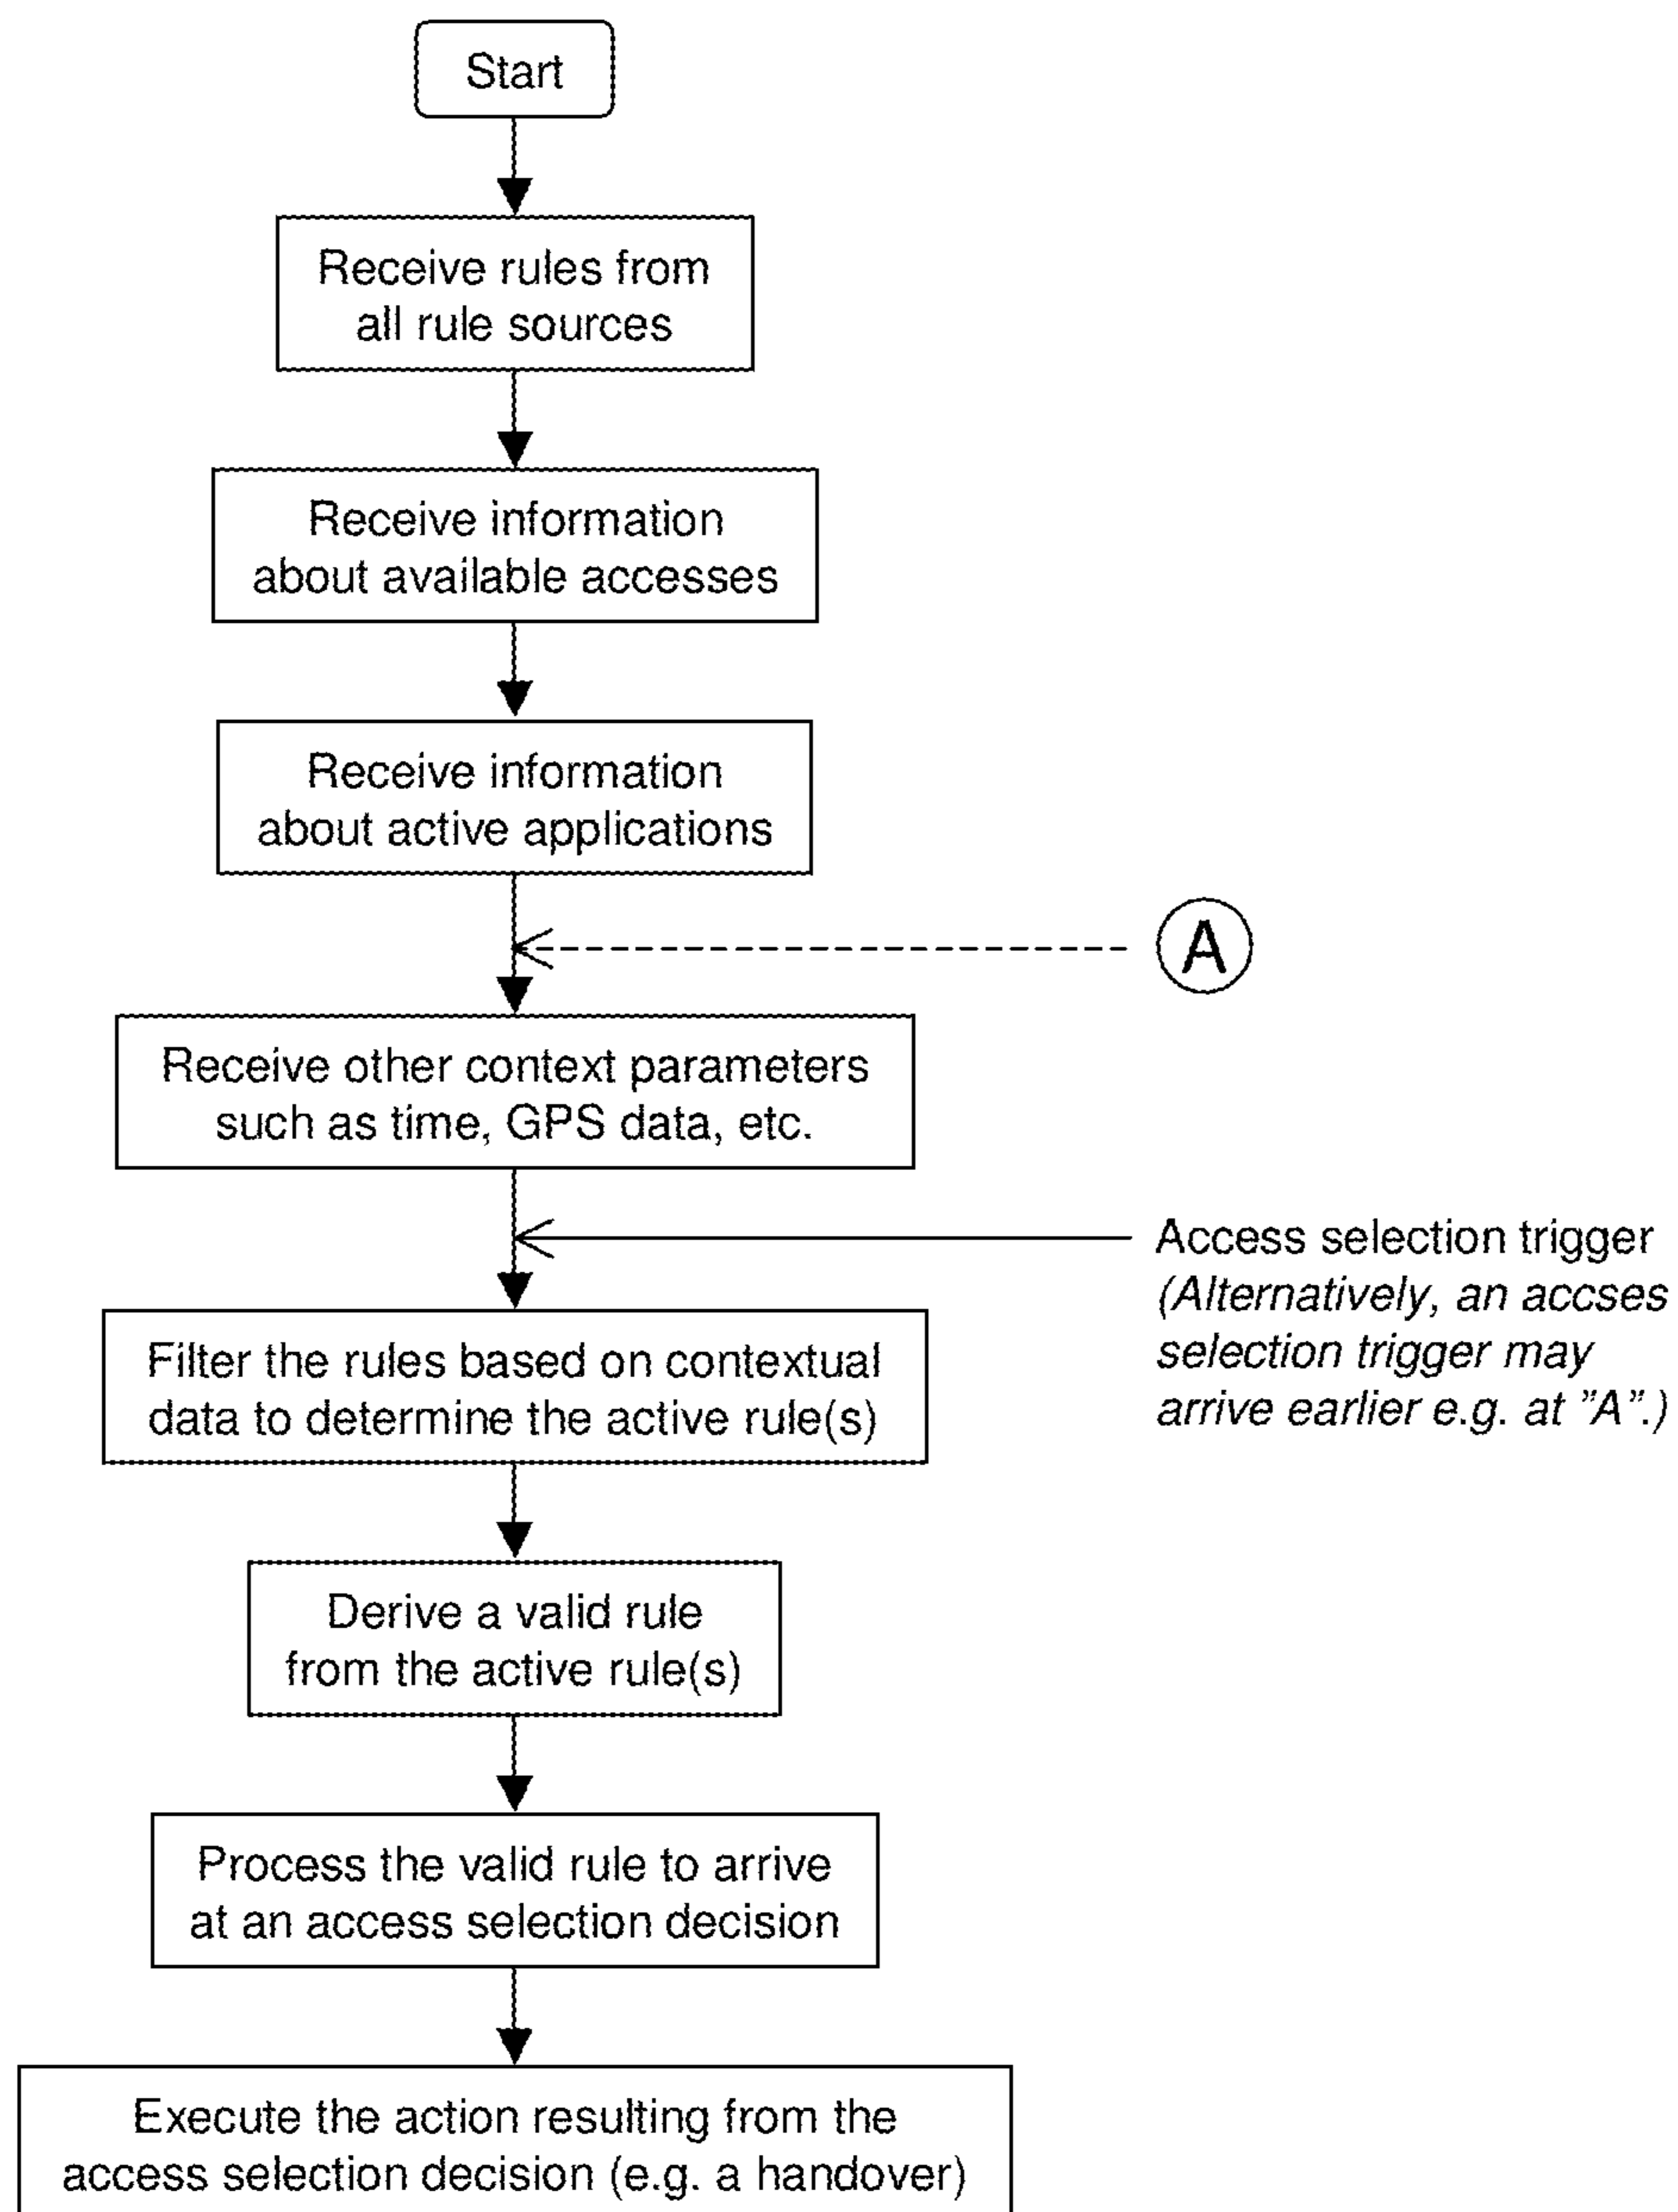 Start
Receive rules from
all rule sources
Receive information
about available accesses
Receive information
about active applications
A
Receive other context parameters
such as time, GPS data, etc.
Access selection trigger
(Alternatively, an accses
selection trigger may
arrive earlier e.g. at ”A”.)
Filter the rules based on contextual
data to determine the active rule(s)
Derive a valid rule
from the active rule(s)
Process the valid rule to arrive
at an access selection decision
Execute the action resulting from the
access selection decision (e.g. a handover)